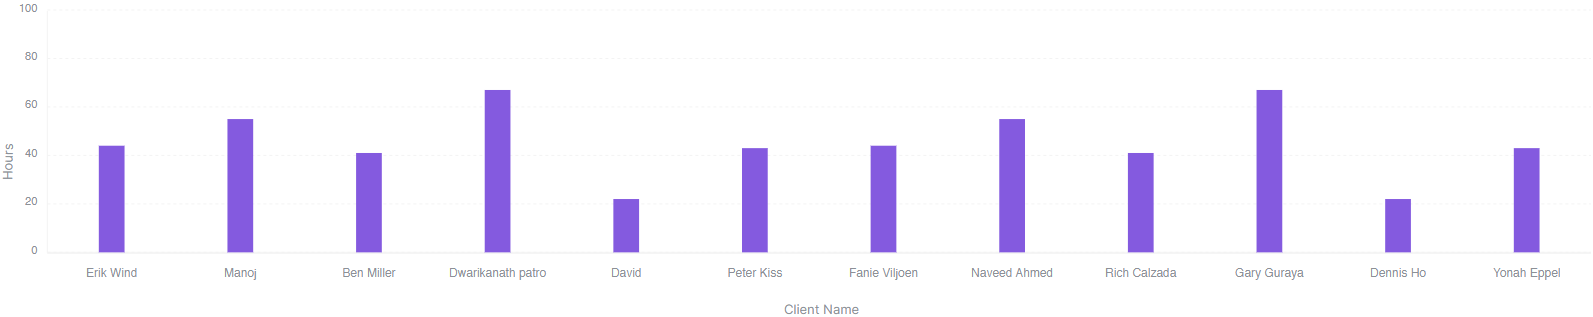 100
80
60
40
20
0
Hours
Erik Wind Manoj Ben Miller Dwarikanath patro David Peter Kiss Fanie Viljoen Naveed Ahmed Rich Calzada Gary Guraya Dennis Ho Yonah Eppel
Client Name